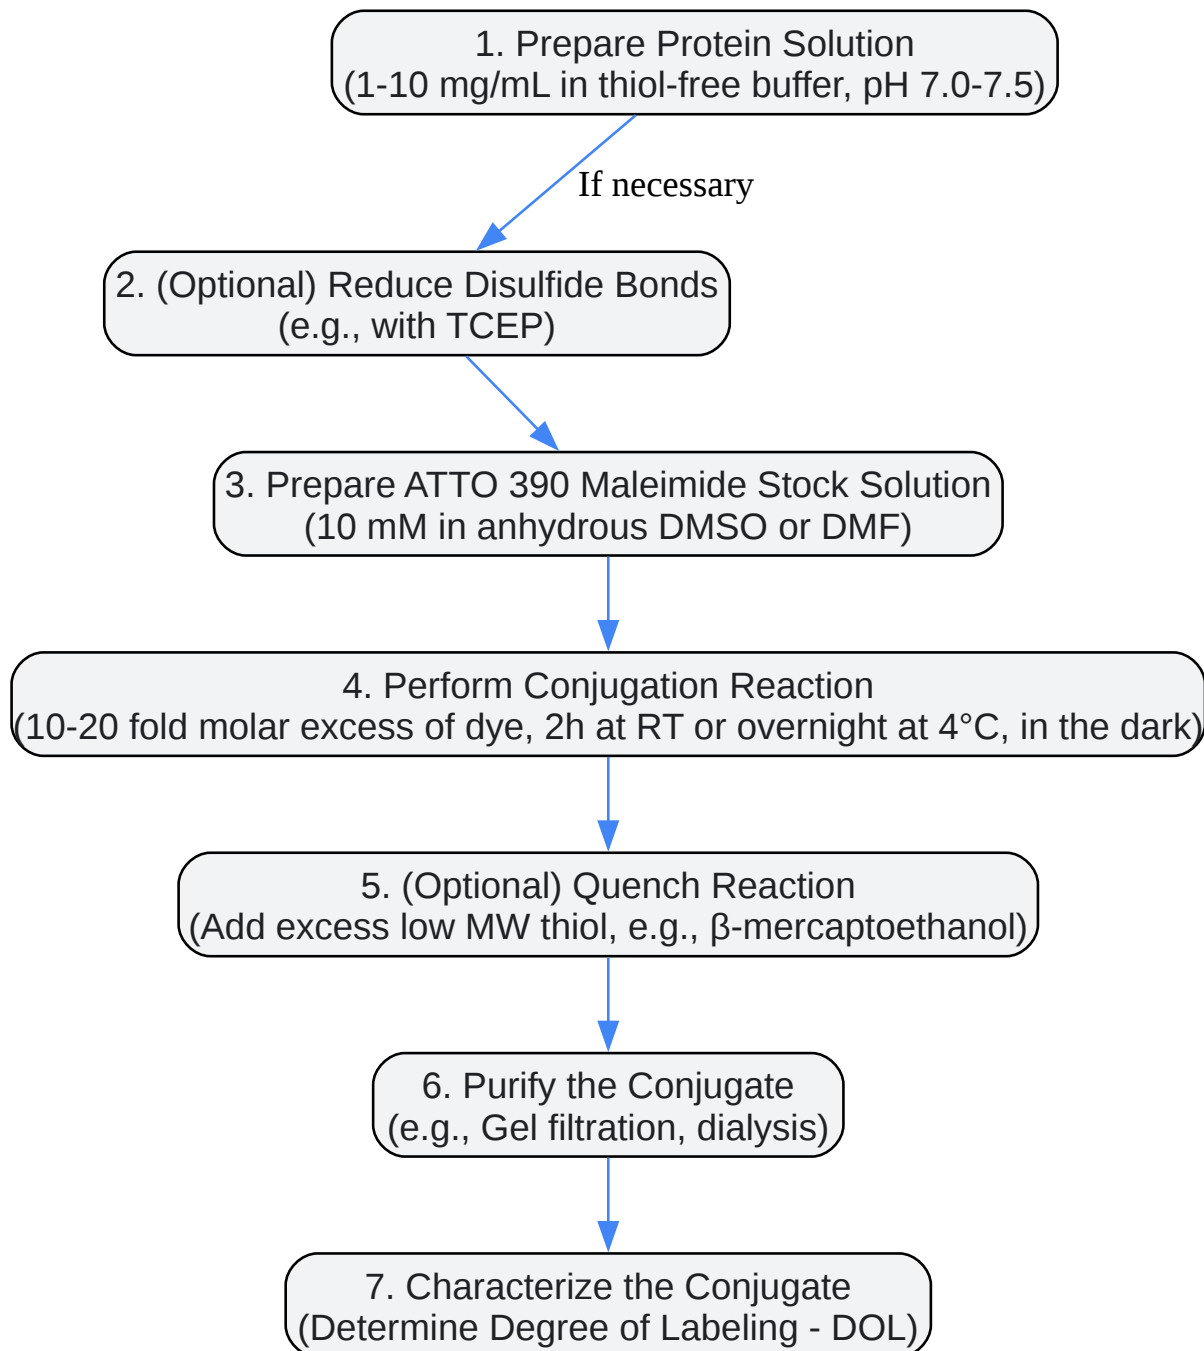 1. Prepare Protein Solution
(1-10 mg/mL in thiol-free buffer, pH 7.0-7.5)
If necessary
2. (Optional) Reduce Disulfide Bonds
(e.g., with TCEP)
3. Prepare ATTO 390 Maleimide Stock Solution
(10 mM in anhydrous DMSO or DMF)
4. Perform Conjugation Reaction
(10-20 fold molar excess of dye, 2h at RT or overnight at 4°C, in the dark)
5. (Optional) Quench Reaction
(Add excess low MW thiol, e.g., β-mercaptoethanol)
6. Purify the Conjugate
(e.g., Gel filtration, dialysis)
7. Characterize the Conjugate
(Determine Degree of Labeling - DOL)